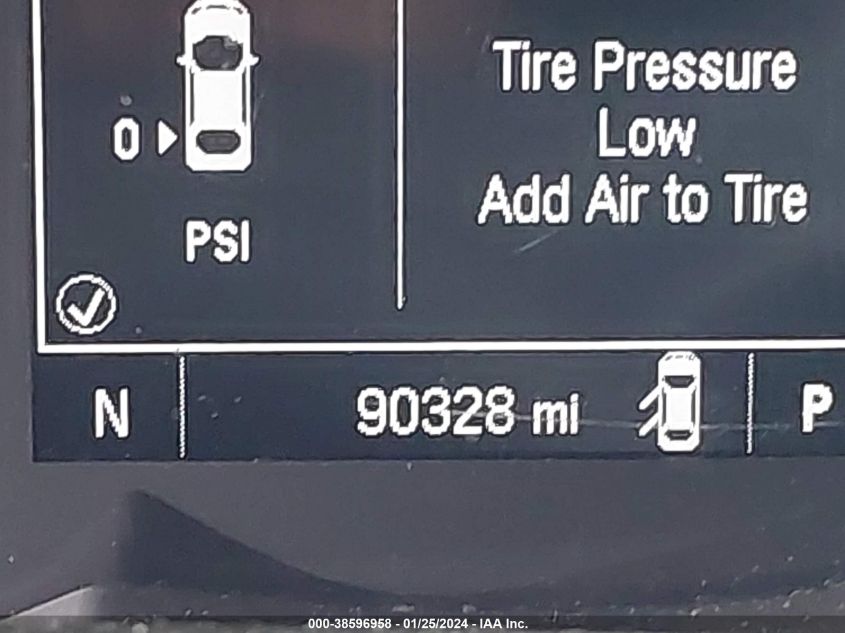 Tire Pressure
Low
Add Air to Tire
0
PSI
N 90328 mi P
000-38596958 - 01/25/2024 - IAA Inc.